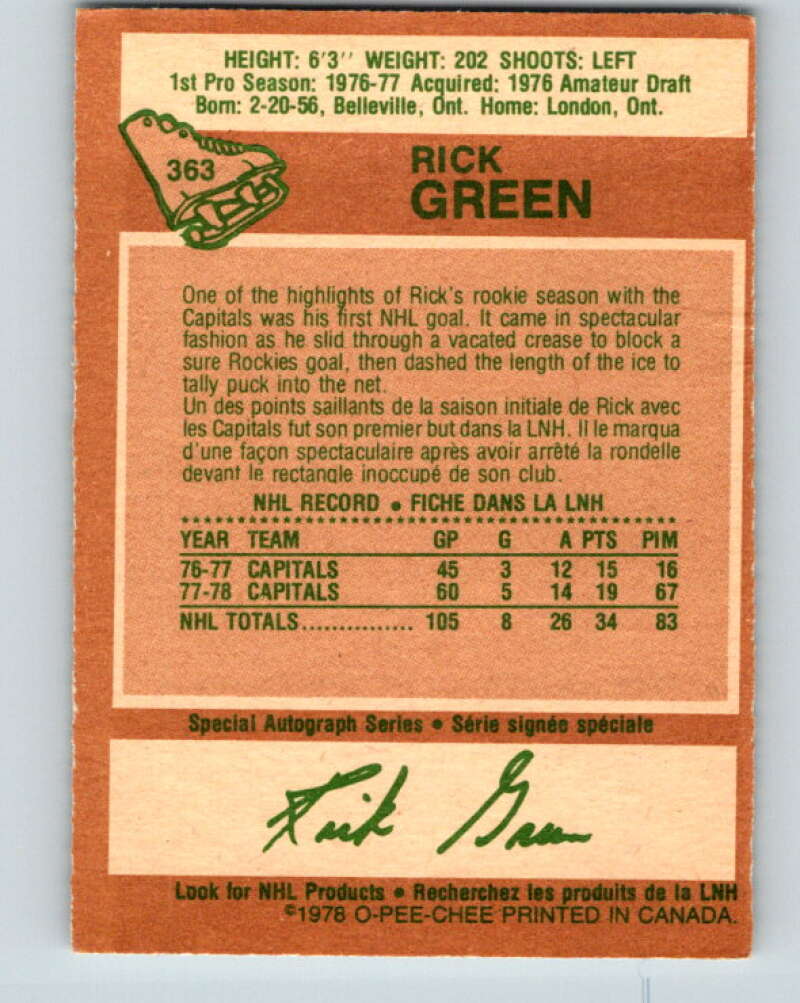 HEIGHT: 6'3'' WEIGHT: 202 SHOOTS: LEFT
1st Pro Season: 1976-77 Acquired: 1976 Amateur Draft
Born: 2-20-56, Belleville, Ont. Home: London, Ont.
363
RICK
GREEN
One of the highlights of Rick's rookie season with the
Capitals was his first NHL goal. It came in spectacular
fashion as he slid through a vacated crease to block a
sure Rockies goal, then dashed the length of the ice to
tally puck into the net.
Un des points saillants de la saison initiale de Rick avec
les Capitals fut son premier but dans la LNH. Il le marqua
d'une façon spectaculaire après avoir arrêté la rondelle
devant le rectangle inoccupé de son club.
NHL RECORD • FICHE DANS LA LNH
YEAR TEAM GP G A PTS PIM
76-77 CAPITALS 45 3 12 15 16
77-78 CAPITALS 60 5 14 19 67
NHL TOTALS............... 105 8 26 34 83
Special Autograph Series • Série signée spéciale
Rick Green
Look for NHL Products • Recherchez les produits de la LNH
©1978 O-PEE-CHEE PRINTED IN CANADA.